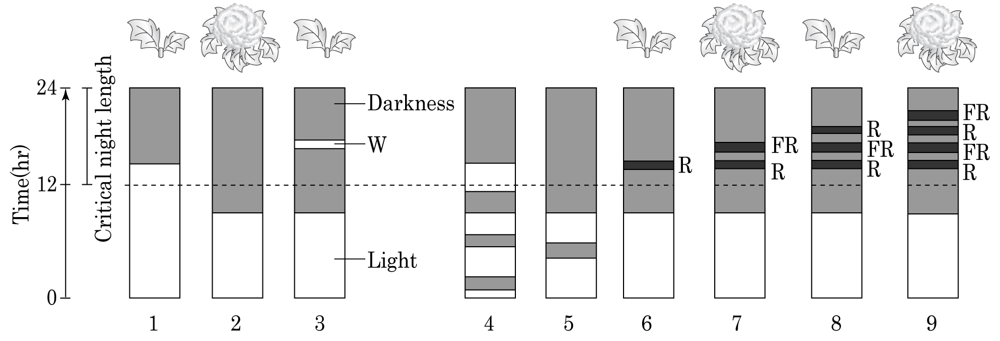 24
12
0
Time(hr)
Critical night length
Darkness
W
Light
R
FR
R
R
FR
R
FR
R
FR
R
1
2
3
4
5
6
7
8
9